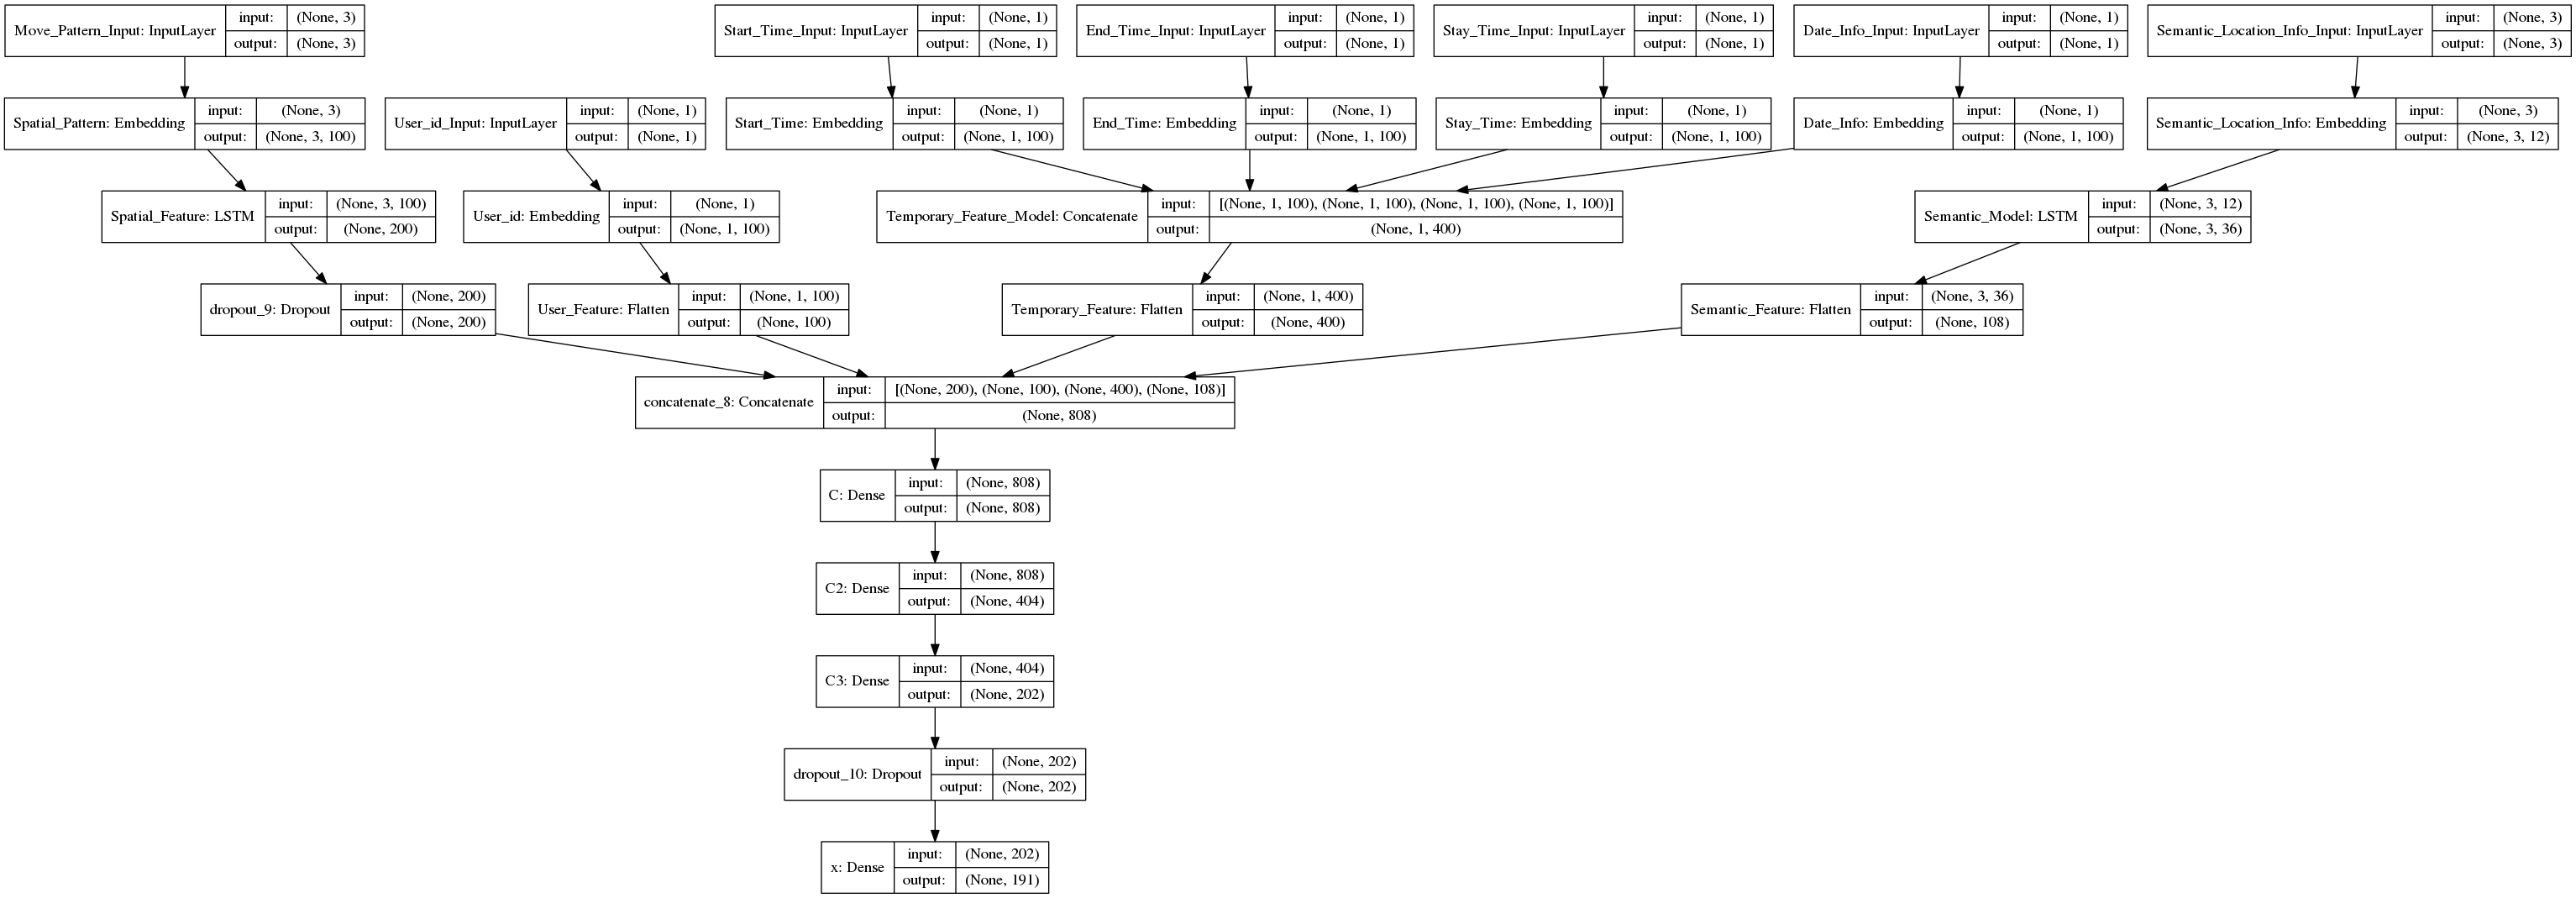 Move_Pattern_Input: InputLayer input: (None, 3) output: (None, 3)
Start_Time_Input: InputLayer input: (None, 1) output: (None, 1)
End_Time_Input: InputLayer input: (None, 1) output: (None, 1)
Stay_Time_Input: InputLayer input: (None, 1) output: (None, 1)
Date_Info_Input: InputLayer input: (None, 1) output: (None, 1)
Semantic_Location_Info_Input: InputLayer input: (None, 3) output: (None, 3)
Spatial_Pattern: Embedding input: (None, 3) output: (None, 3, 100)
User_id_Input: InputLayer input: (None, 1) output: (None, 1)
Start_Time: Embedding input: (None, 1) output: (None, 1, 100)
End_Time: Embedding input: (None, 1) output: (None, 1, 100)
Stay_Time: Embedding input: (None, 1) output: (None, 1, 100)
Date_Info: Embedding input: (None, 1) output: (None, 1, 100)
Semantic_Location_Info: Embedding input: (None, 3) output: (None, 3, 12)
Spatial_Feature: LSTM input: (None, 3, 100) output: (None, 200)
User_id: Embedding input: (None, 1) output: (None, 1, 100)
Temporary_Feature_Model: Concatenate input: [(None, 1, 100), (None, 1, 100), (None, 1, 100), (None, 1, 100)] output: (None, 1, 400)
Semantic_Model: LSTM input: (None, 3, 12) output: (None, 3, 36)
dropout_9: Dropout input: (None, 200) output: (None, 200)
User_Feature: Flatten input: (None, 1, 100) output: (None, 100)
Temporary_Feature: Flatten input: (None, 1, 400) output: (None, 400)
Semantic_Feature: Flatten input: (None, 3, 36) output: (None, 108)
concatenate_8: Concatenate input: [(None, 200), (None, 100), (None, 400), (None, 108)] output: (None, 808)
C: Dense input: (None, 808) output: (None, 808)
C2: Dense input: (None, 808) output: (None, 404)
C3: Dense input: (None, 404) output: (None, 202)
dropout_10: Dropout input: (None, 202) output: (None, 202)
x: Dense input: (None, 202) output: (None, 191)